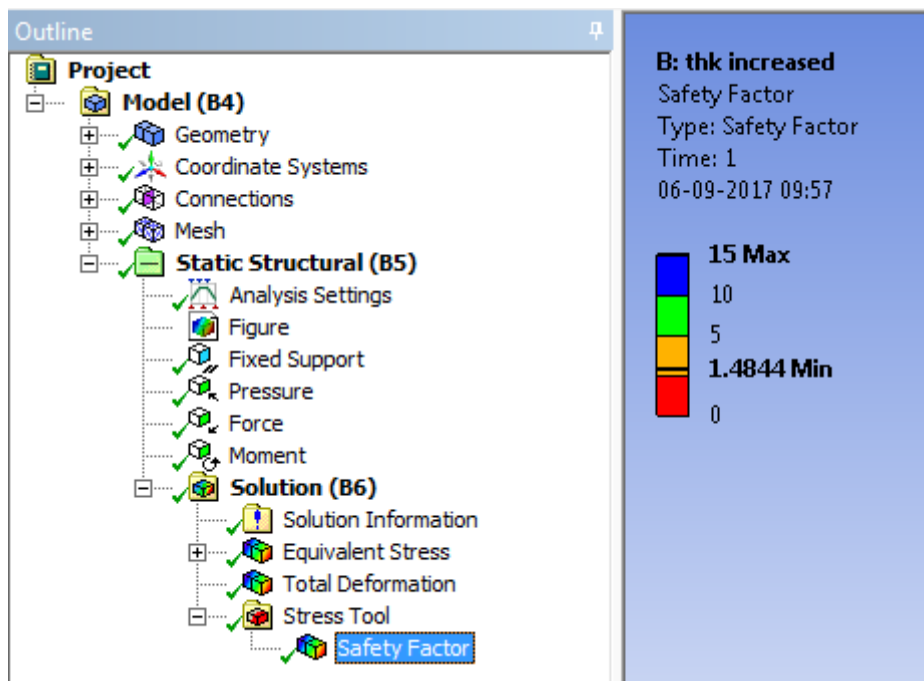 Outline
Project
Model (B4)
Geometry
Coordinate Systems
Connections
Mesh
Static Structural (B5)
Analysis Settings
Figure
Fixed Support
Pressure
Force
Moment
Solution (B6)
Solution Information
Equivalent Stress
Total Deformation
Stress Tool
Safety Factor
B: thk increased
Safety Factor
Type: Safety Factor
Time: 1
06-09-2017 09:57
15 Max
10
5
1.4844 Min
0